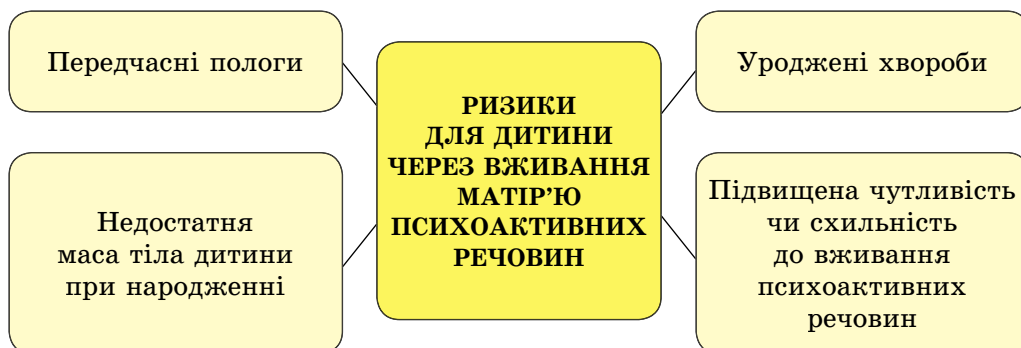 Передчасні пологи
Недостатня
маса тіла дитини
при народженні
РИЗИКИ
ДЛЯ ДИТИНИ
ЧЕРЕЗ ВЖИВАННЯ
МАТІР’Ю
ПСИХОАКТИВНИХ
РЕЧОВИН
Уроджені хвороби
Підвищена чутливість
чи схильність
до вживання
психоактивних
речовин